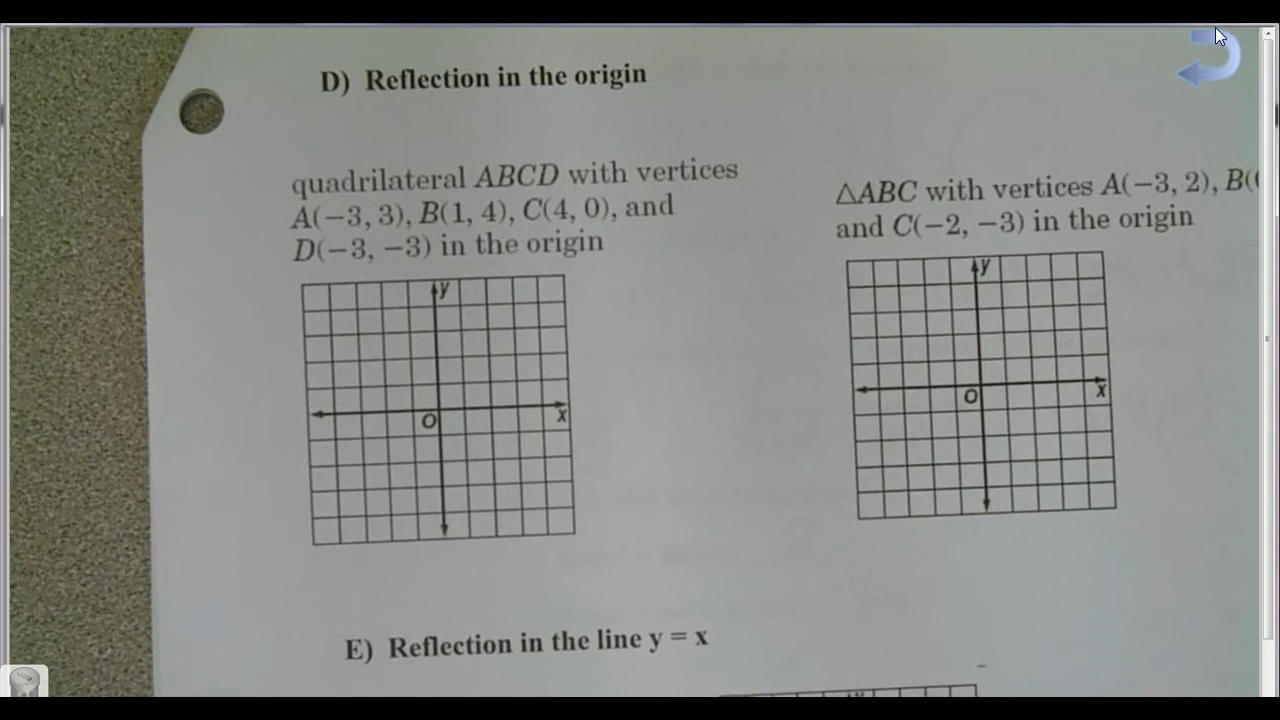 D) Reflection in the origin
quadrilateral ABCD with vertices
A(−3, 3), B(1, 4), C(4, 0), and
D(−3, −3) in the origin
y
O
x
△ABC with vertices A(−3, 2), B(
and C(−2, −3) in the origin
y
O
x
E) Reflection in the line y = x